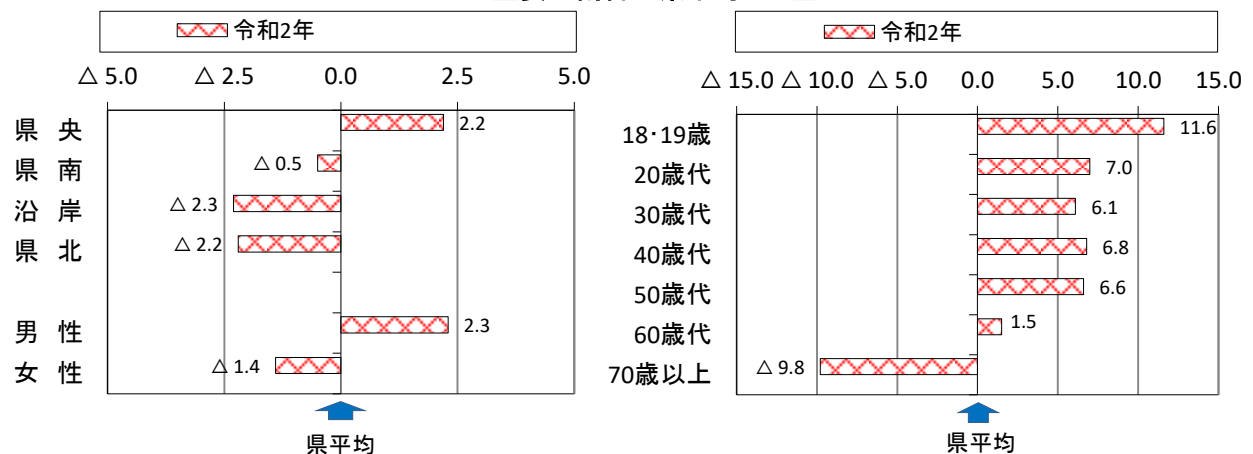 令和2年
△ 5.0 △ 2.5 0.0 2.5 5.0
県 央 2.2
県 南 △ 0.5
沿 岸 △ 2.3
県 北 △ 2.2
男 性 2.3
女 性 △ 1.4
県平均
令和2年
△ 15.0 △ 10.0 △ 5.0 0.0 5.0 10.0 15.0
18･19歳 11.6
20歳代 7.0
30歳代 6.1
40歳代 6.8
50歳代 6.6
60歳代 1.5
70歳以上 △ 9.8
県平均